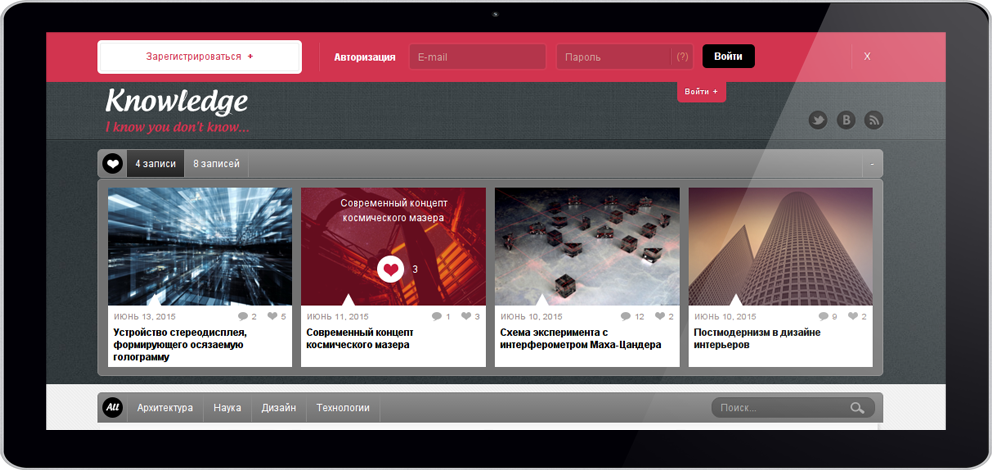 Зарегистрироваться +
Авторизация
E-mail
Пароль
(?)
Войти
X
Войти +
Knowledge
I know you don't know...
B
4 записи
8 записей
-
Современный концепт
космического мазера
3
ИЮНЬ 13, 2015
2
5
Устройство стереодисплея,
формирующего осязаемую
голограмму
ИЮНЬ 11, 2015
1
3
Современный концепт
космического мазера
ИЮНЬ 10, 2015
12
2
Схема эксперимента с
интерферометром Маха-Цандера
ИЮНЬ 10, 2015
9
2
Постмодернизм в дизайне
интерьеров
All
Архитектура
Наука
Дизайн
Технологии
Поиск...